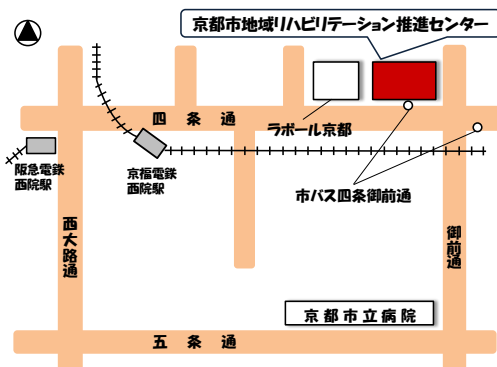 京都市地域リハビリテーション推進センター
四条通
ラボール京都
阪急電鉄
西院駅
京福電鉄
西院駅
市バス四条御前通
西大路通
御前通
京都市立病院
五条通